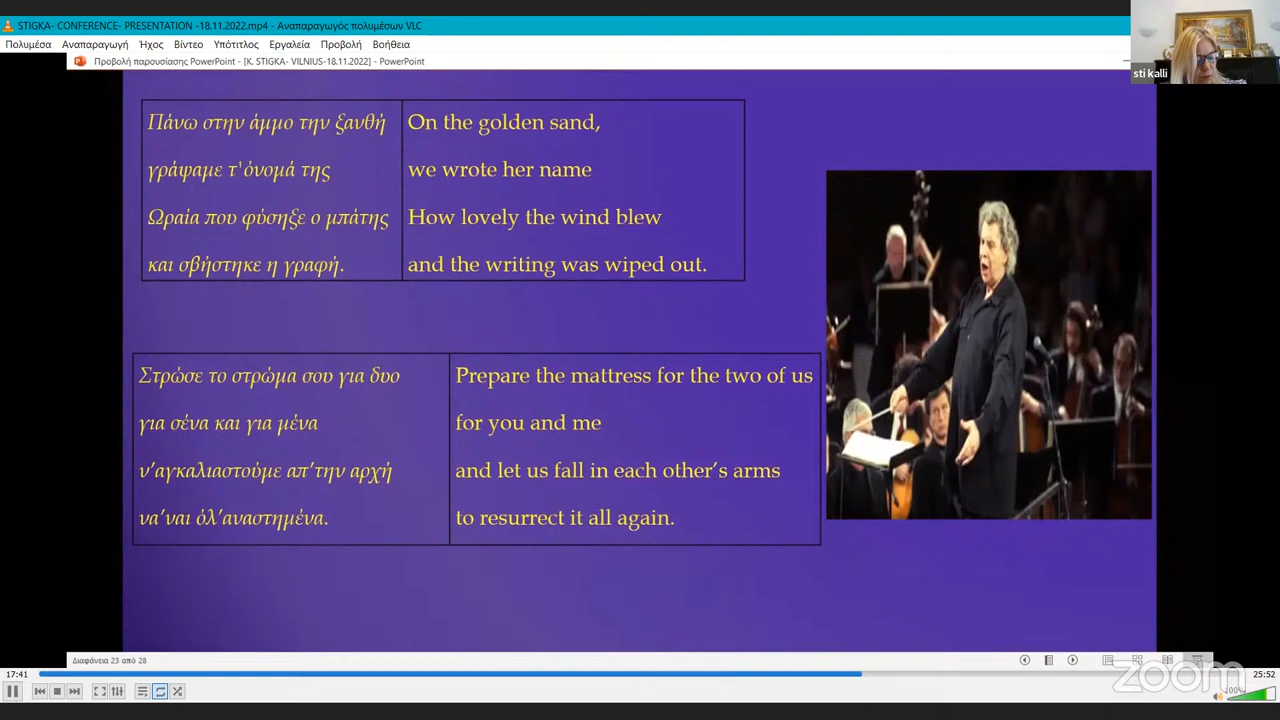 STIGKA- CONFERENCE- PRESENTATION -18.11.2022.mp4 - Αναπαραγωγός πολυμέσων VLC
Πολυμέσα Αναπαραγωγή Ήχος Βίντεο Υπότιτλος Εργαλεία Προβολή Βοήθεια
Προβολή παρουσίασης PowerPoint - [K. STIGKA- VILNIUS-18.11.2022] - PowerPoint
sti kalli
Πάνω στην άμμο την ξανθή
γράψαμε τ'όνομά της
Ωραία που φύσηξε ο μπάτης
και σβήστηκε η γραφή.
On the golden sand,
we wrote her name
How lovely the wind blew
and the writing was wiped out.
Στρώσε το στρώμα σου για δυο
για σένα και για μένα
ν’αγκαλιαστούμε απ’την αρχή
να’ναι όλ’αναστημένα.
Prepare the mattress for the two of us
for you and me
and let us fall in each other’s arms
to resurrect it all again.
Διαφάνεια 23 από 28
17:41
25:52
zoom
100%